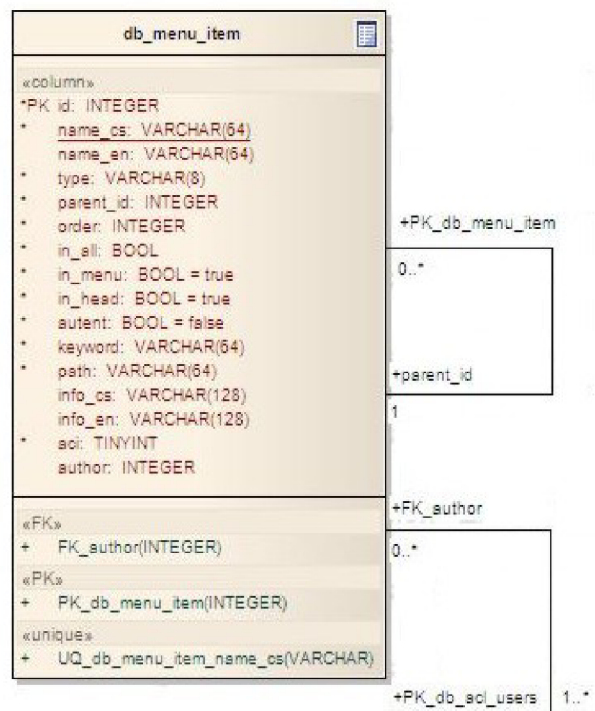 db_menu_item
«column»
*PK id: INTEGER
* name_cs: VARCHAR(64)
name_en: VARCHAR(64)
* type: VARCHAR(8)
* parent_id: INTEGER
* order: INTEGER
* in_all: BOOL
* in_menu: BOOL = true
* in_head: BOOL = true
* autent: BOOL = false
* keyword: VARCHAR(64)
* path: VARCHAR(64)
info_cs: VARCHAR(128)
info_en: VARCHAR(128)
* acl: TINYINT
author: INTEGER
«FK»
+ FK_author(INTEGER)
«PK»
+ PK_db_menu_item(INTEGER)
«unique»
+ UQ_db_menu_item_name_cs(VARCHAR)
+PK_db_menu_item
0..*
+parent_id
1
+FK_author
0..*
+PK_db_acl_users 1..*